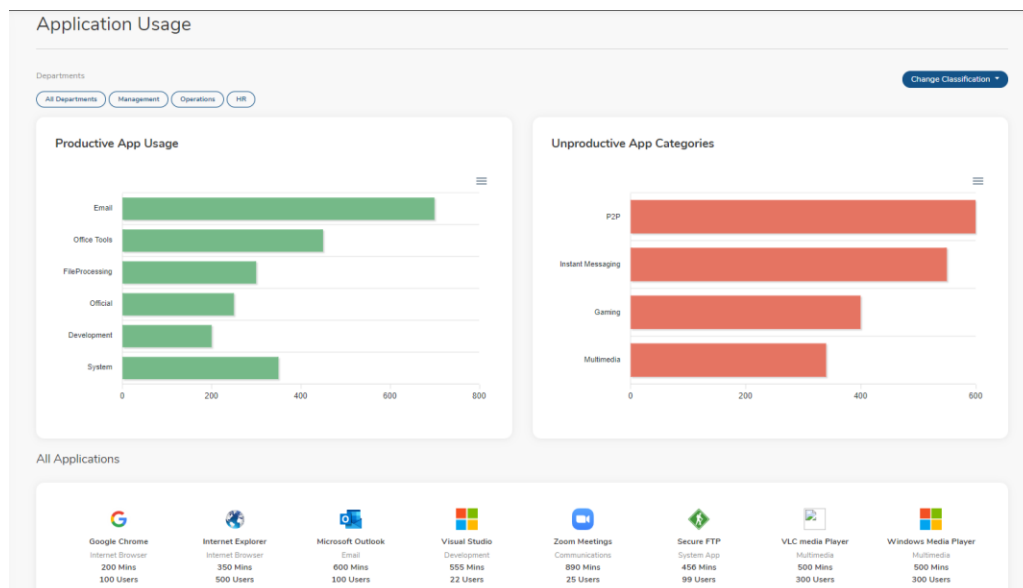 Application Usage
Departments
Change Classification
All Departments
Management
Operations
HR
Productive App Usage
Email
Office Tools
FileProcessing
Official
Development
System
0 200 400 600 800
Unproductive App Categories
P2P
Instant Messaging
Gaming
Multimedia
0 200 400 600
All Applications
Google Chrome
Internet Browser
200 Mins
100 Users
Internet Explorer
Internet Browser
350 Mins
500 Users
Microsoft Outlook
Email
600 Mins
100 Users
Visual Studio
Development
555 Mins
22 Users
Zoom Meetings
Communications
890 Mins
25 Users
Secure FTP
System App
456 Mins
99 Users
VLC media Player
Multimedia
500 Mins
300 Users
Windows Media Player
Multimedia
500 Mins
300 Users